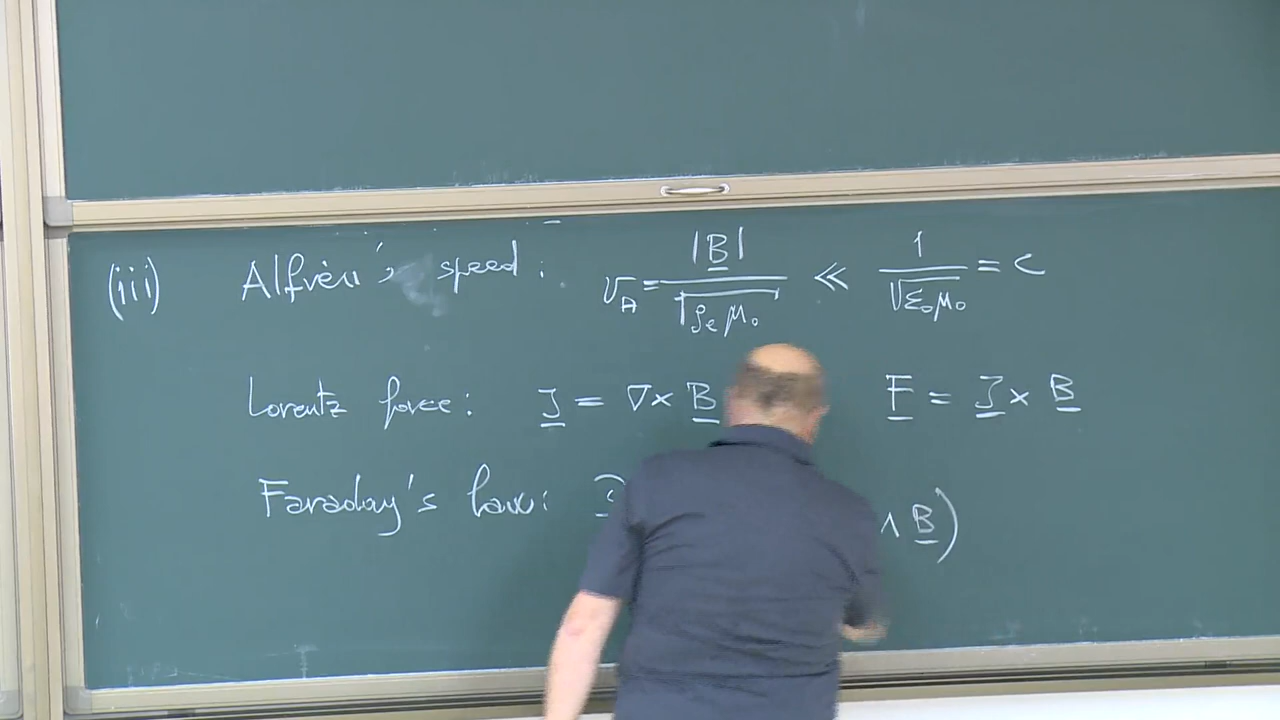 (iii) Alfvén's speed: v_A = |B| / √(ρ_e μ_0) ≪ 1 / √(ε_0 μ_0) = c
Lorentz force: J = ∇ × B F = J × B
Faraday's law: ∧ B)